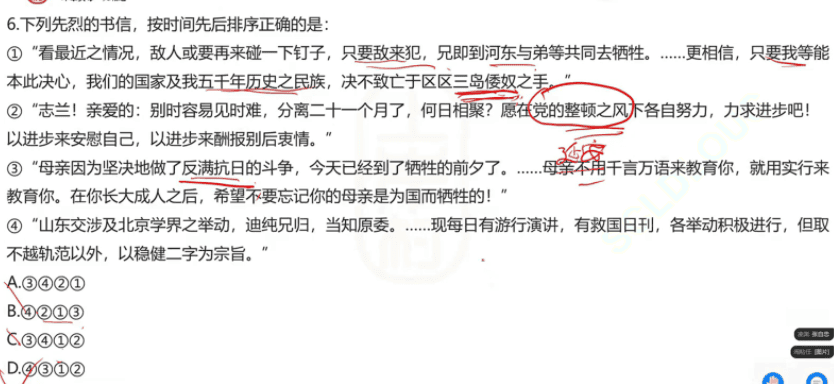 6.下列先烈的书信，按时间先后排序正确的是：
①“看最近之情况，敌人或要再来碰一下钉子，只要敌来犯，兄即到河东与弟等共同去牺牲。……更相信，只要我等能
本此决心，我们的国家及我五千年历史之民族，决不致亡于区区三岛倭奴之手。”
②“志兰！亲爱的：别时容易见时难，分离二十一个月了，何日相聚？愿在党的整顿之风下各自努力，力求进步吧！
以进步来安慰自己，以进步来酬报别后衷情。”
延安
③“母亲因为坚决地做了反满抗日的斗争，今天已经到了牺牲的前夕了。……母亲不用千言万语来教育你，就用实行来
教育你。在你长大成人之后，希望不要忘记你的母亲是为国而牺牲的！”
④“山东交涉及北京学界之举动，迪纯兄归，当知原委。……现每日有游行演讲，有救国日刊，各举动积极进行，但取
不越轨范以外，以稳健二字为宗旨。”
A.③④②①
B.④②①③
C.③④①②
D.④③①②